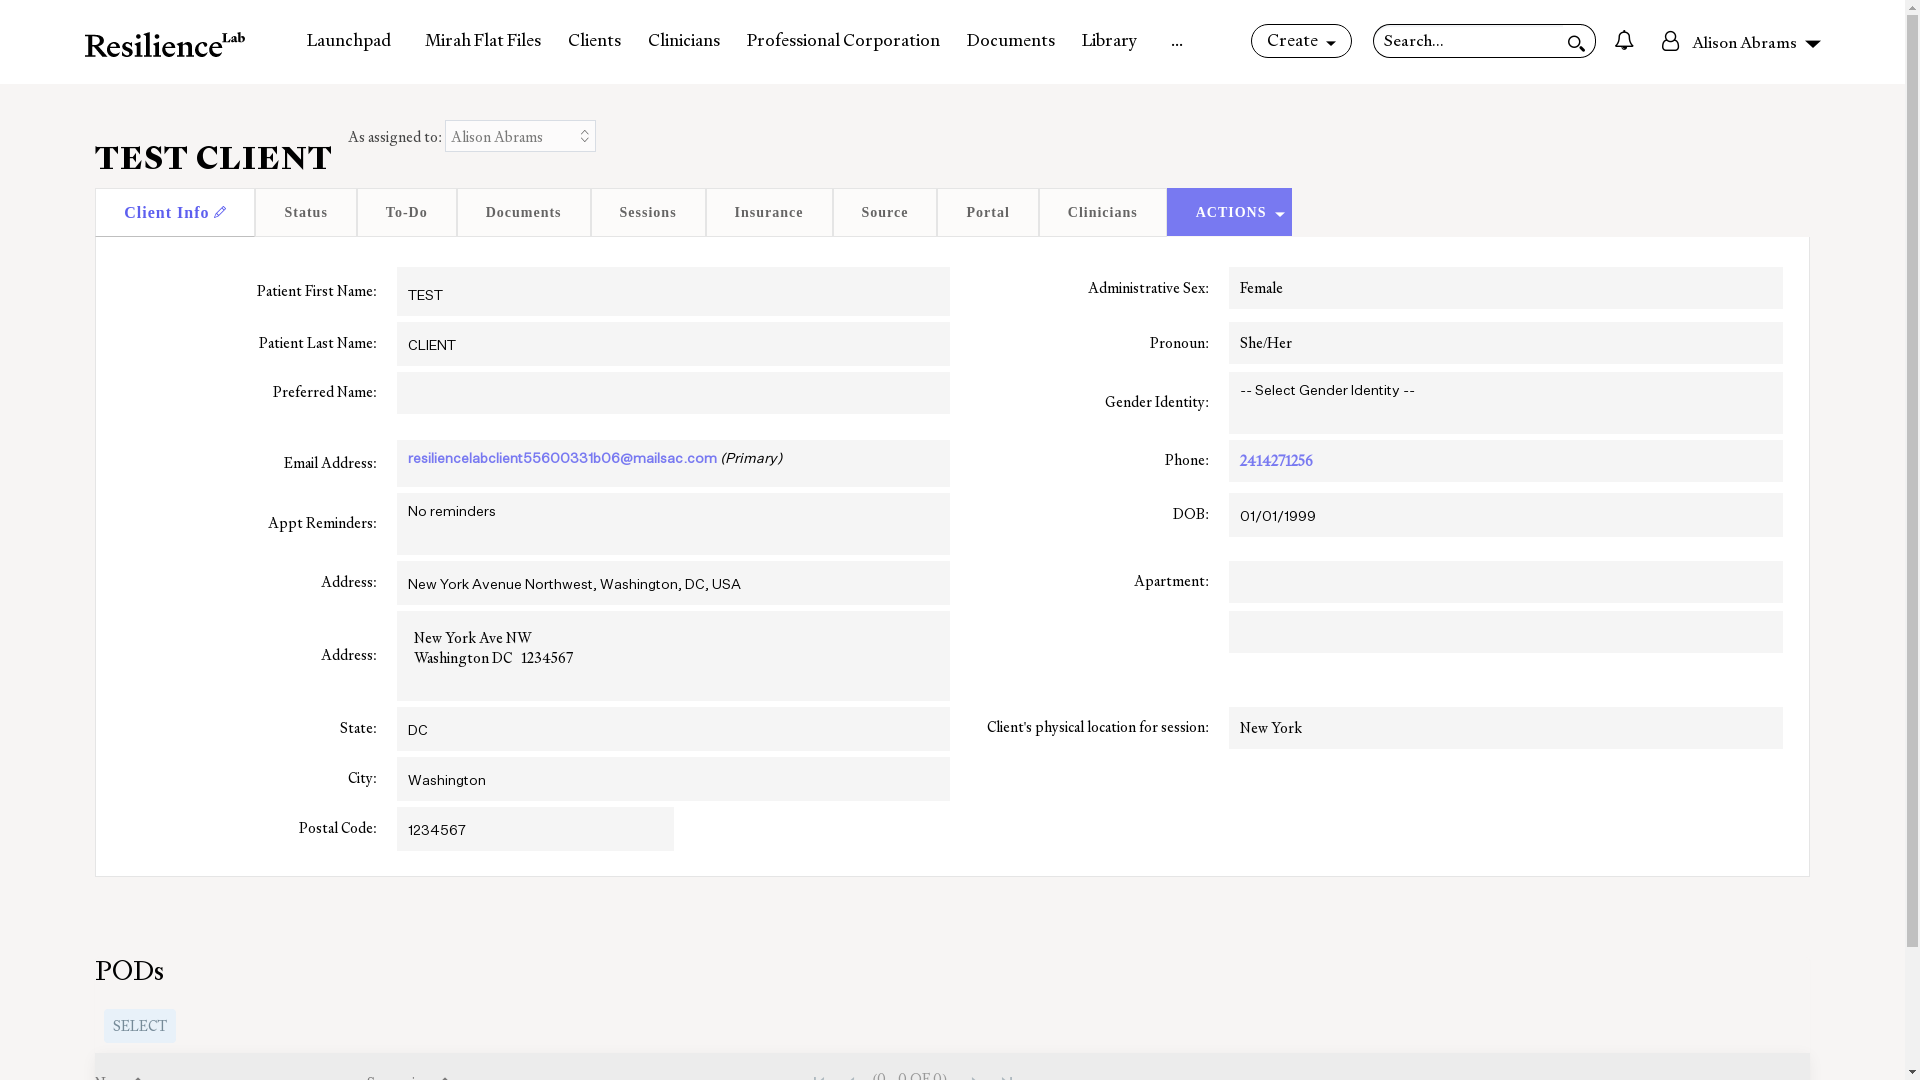 ResilienceLab Launchpad Mirah Flat Files Clients Clinicians Professional Corporation Documents Library ... Create Search... Alison Abrams
TEST CLIENT As assigned to: Alison Abrams
Client Info Status To-Do Documents Sessions Insurance Source Portal Clinicians ACTIONS
Patient First Name: TEST Administrative Sex: Female
Patient Last Name: CLIENT Pronoun: She/Her
Preferred Name: Gender Identity: -- Select Gender Identity --
Email Address: resiliencelabclient55600331b06@mailsac.com (Primary) Phone: 2414271256
Appt Reminders: No reminders DOB: 01/01/1999
Address: New York Avenue Northwest, Washington, DC, USA Apartment:
Address: New York Ave NW
Washington DC 1234567
State: DC Client's physical location for session: New York
City: Washington
Postal Code: 1234567
PODs
SELECT